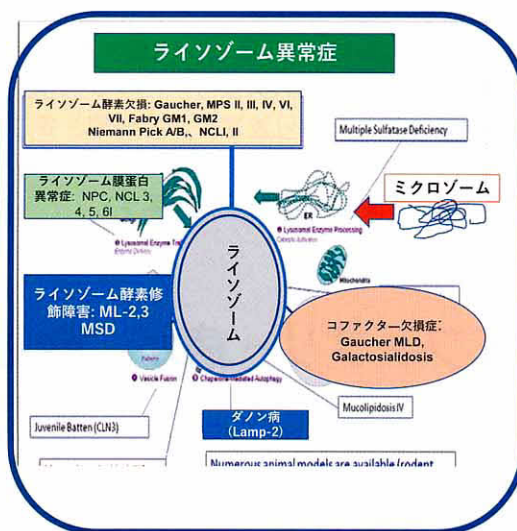 ライソゾーム異常症
ライソゾーム酵素欠損: Gaucher, MPS II, III, IV, VI,
VII, Fabry GM1, GM2
Niemann Pick A/B,、NCLI, II
Multiple Sulfatase Deficiency
ライソゾーム膜蛋白
異常症: NPC, NCL 3,
4, 5, 6I
ER
ミクロゾーム
Lysosomal Enzyme
Lysosomal Enzyme Processing
Mitochondria
ライソゾーム
ライソゾーム酵素修
飾障害: ML-2,3
MSD
コファクター欠損症:
Gaucher MLD,
Galactosialidosis
Vesicle Fusion
Chaperone Mediated Autophagy
Mucolipidosis IV
Juvenile Batten (CLN3)
ダノン病
(Lamp-2)
Numerous animal models are available (rodent